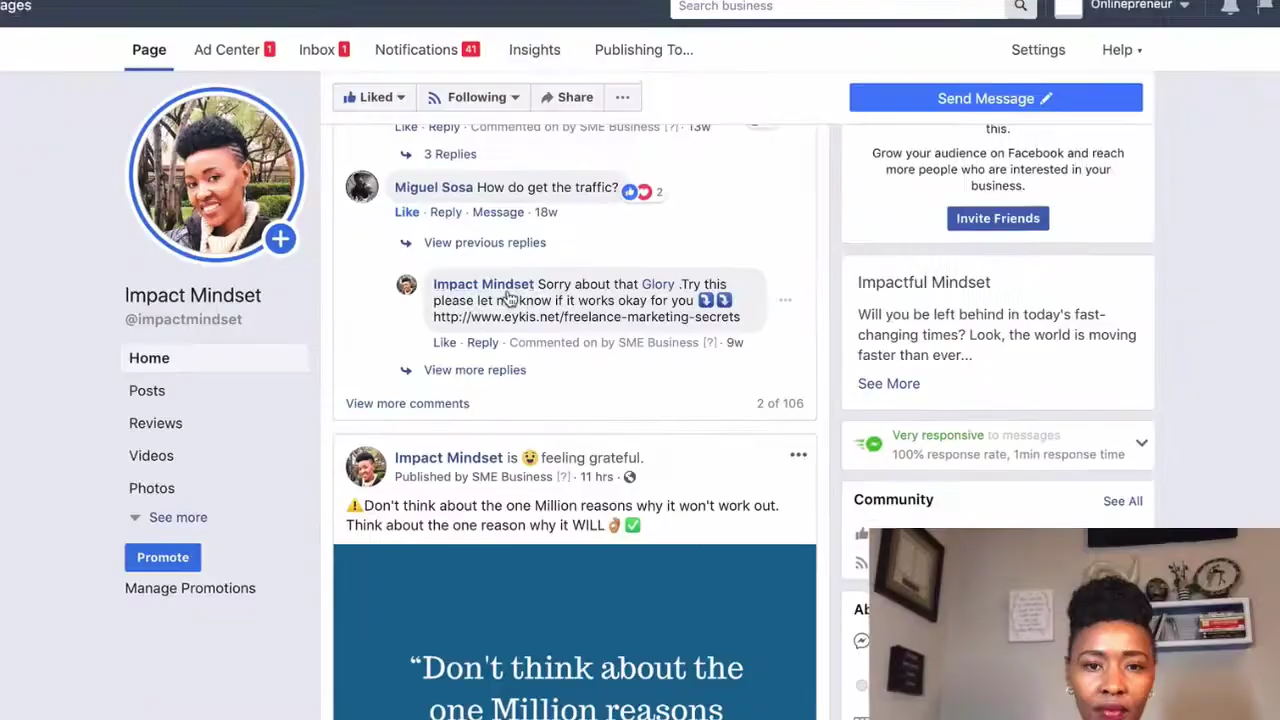 ages
Search business
Onlinepreneur
Page
Ad Center 1
Inbox 1
Notifications 41
Insights
Publishing To...
Settings
Help
Liked
Following
Share
Send Message
Like · Reply · Commented on by SME Business [?] · 13w
3 Replies
Miguel Sosa How do get the traffic?
2
Like · Reply · Message · 18w
View previous replies
Impact Mindset Sorry about that Glory .Try this
please let me know if it works okay for you
http://www.eykis.net/freelance-marketing-secrets
Like · Reply · Commented on by SME Business [?] · 9w
View more replies
View more comments
2 of 106
Impact Mindset is feeling grateful.
Published by SME Business [?] · 11 hrs ·
Don't think about the one Million reasons why it won't work out.
Think about the one reason why it WILL
“Don't think about the
one Million reasons
Impact Mindset
@impactmindset
Home
Posts
Reviews
Videos
Photos
See more
Promote
Manage Promotions
this.
Grow your audience on Facebook and reach
more people who are interested in your
business.
Invite Friends
Impactful Mindset
Will you be left behind in today's fast-
changing times? Look, the world is moving
faster than ever...
See More
Very responsive to messages
100% response rate, 1min response time
Community
See All
Ab